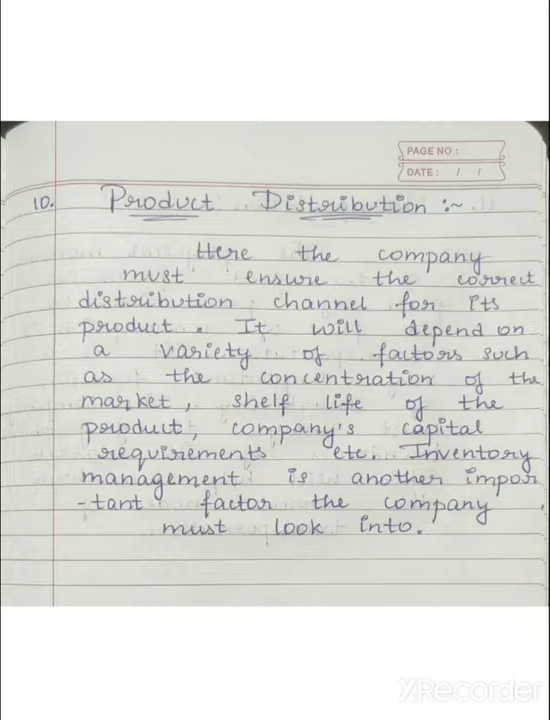 PAGE NO.:
DATE: / /
10. Product Distribution :~
Here the company
must ensure the correct
distribution channel for its
product. It will depend on
a variety of factors such
as the concentration of the
market, shelf life of the
product, company's capital
requirements etc. Inventory
management is another impor
-tant factor the company
must look into.
XRecorder